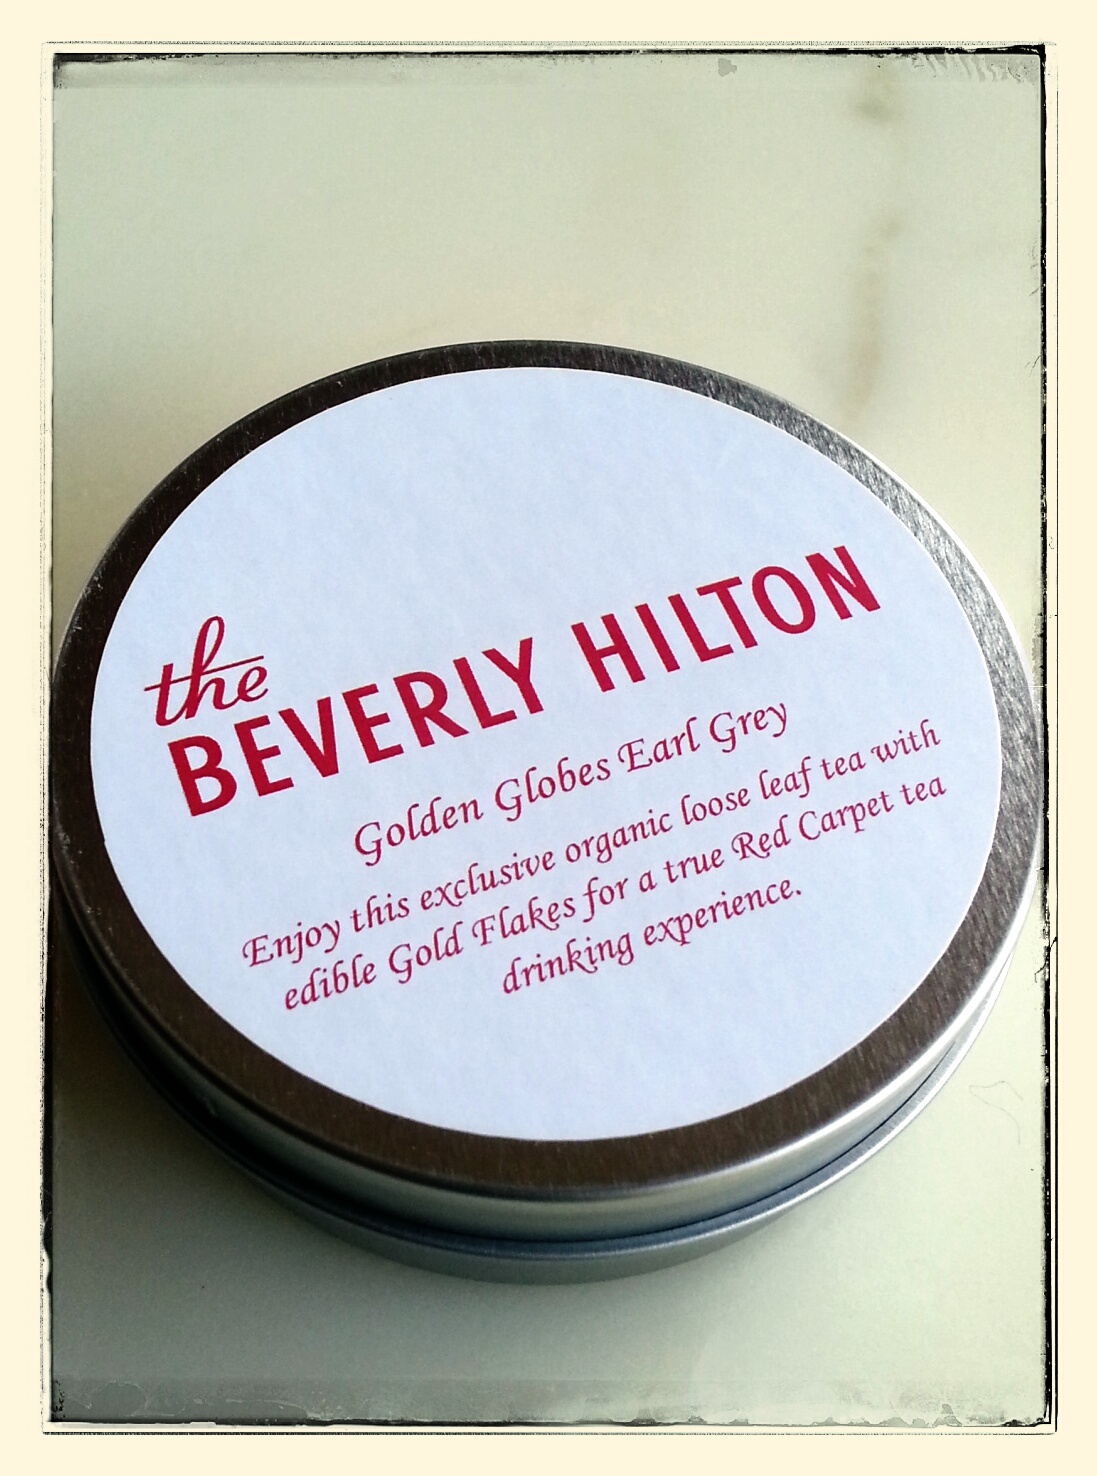 the
BEVERLY HILTON
Golden Globes Earl Grey
Enjoy this exclusive organic loose leaf tea with
edible Gold Flakes for a true Red Carpet tea
drinking experience.